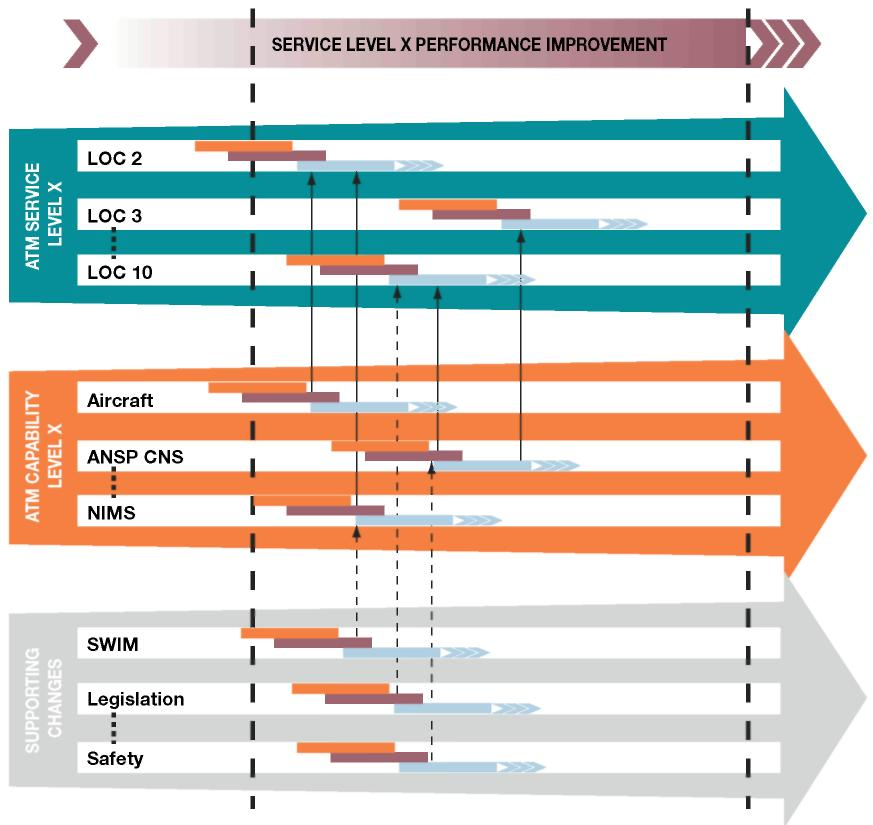 SERVICE LEVEL X PERFORMANCE IMPROVEMENT
ATM SERVICE
LEVEL X
LOC 2
LOC 3
LOC 10
ATM CAPABILITY
LEVEL X
Aircraft
ANSP CNS
NIMS
SUPPORTING
CHANGES
SWIM
Legislation
Safety